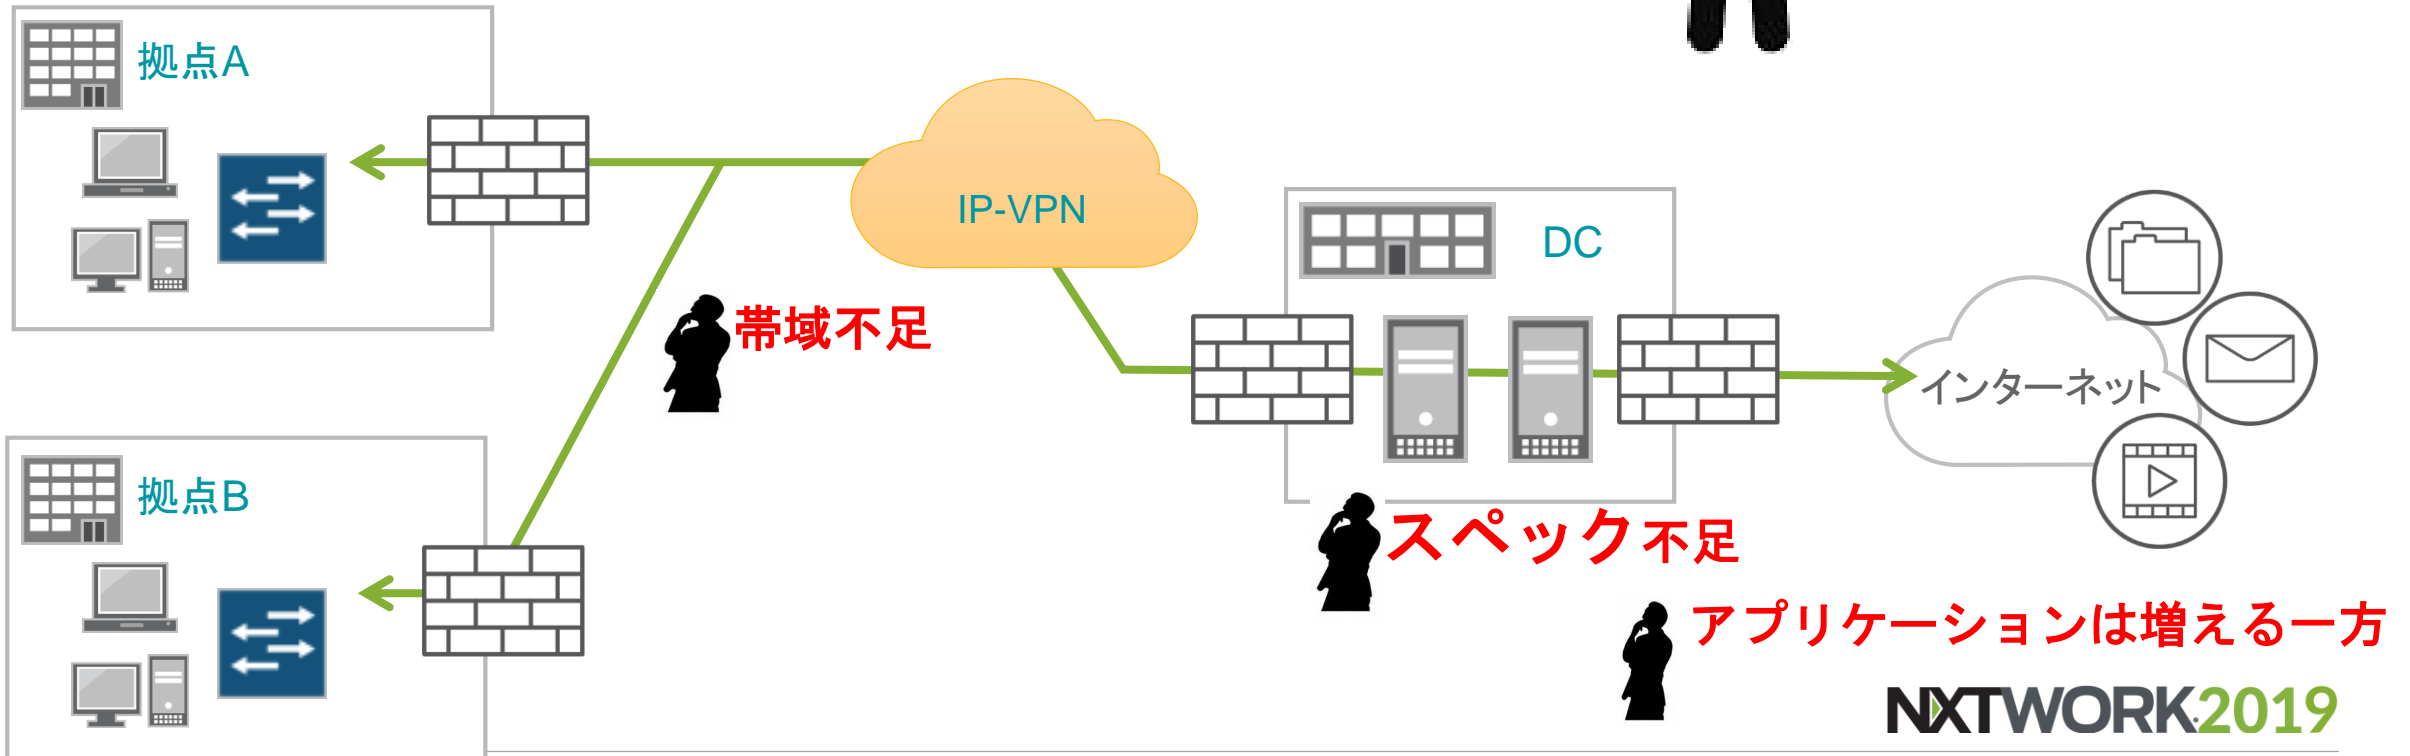 拠点A
IP-VPN
DC
帯域不足
インターネット
拠点B
スペック不足
アプリケーションは増える一方
NXTWORK 2019